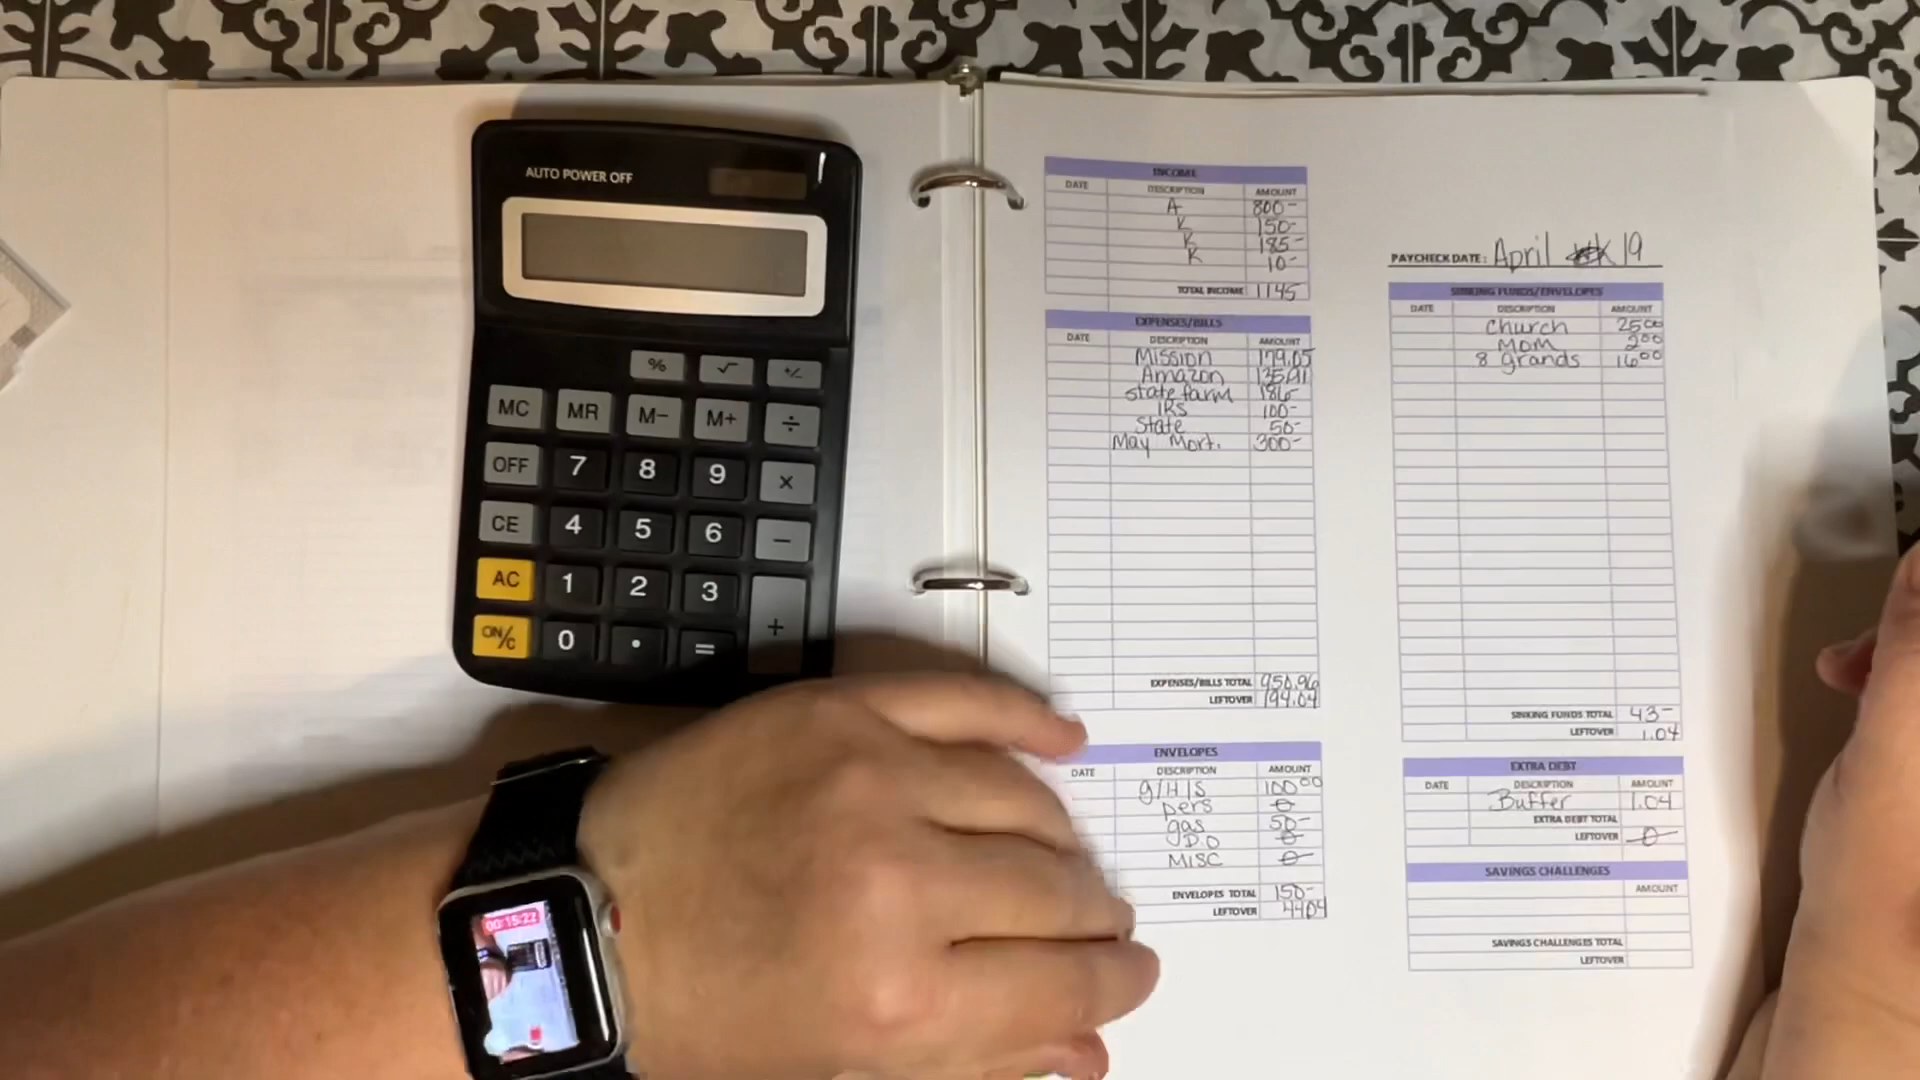 AUTO POWER OFF
% √ +/-
MC MR M− M+ ÷
OFF 7 8 9 ×
CE 4 5 6 −
AC 1 2 3
ON/C 0 • = +
00:15:22
INCOME
DATE DESCRIPTION AMOUNT
A 800-
K 150-
K 185-
K 10-
TOTAL INCOME 1145
EXPENSES/BILLS
DATE DESCRIPTION AMOUNT
Mission 179.05
Amazon 135.91
State farm 186-
IRS 100-
State 50-
May Mort. 300-
EXPENSES/BILLS TOTAL 950.96
LEFTOVER 194.04
ENVELOPES
DATE DESCRIPTION AMOUNT
g/H/S 100 00
pers 0
gas 50-
D.O 0
MISC 0
ENVELOPES TOTAL 150-
LEFTOVER 4404
PAYCHECK DATE: April 19
SINKING FUNDS/ENVELOPES
DATE DESCRIPTION AMOUNT
church 25 00
Mom 2 00
8 grands 16 00
SINKING FUNDS TOTAL 43-
LEFTOVER 1.04
EXTRA DEBT
DATE DESCRIPTION AMOUNT
Buffer 1.04
EXTRA DEBT TOTAL
LEFTOVER 0
SAVINGS CHALLENGES
AMOUNT
SAVINGS CHALLENGES TOTAL
LEFTOVER